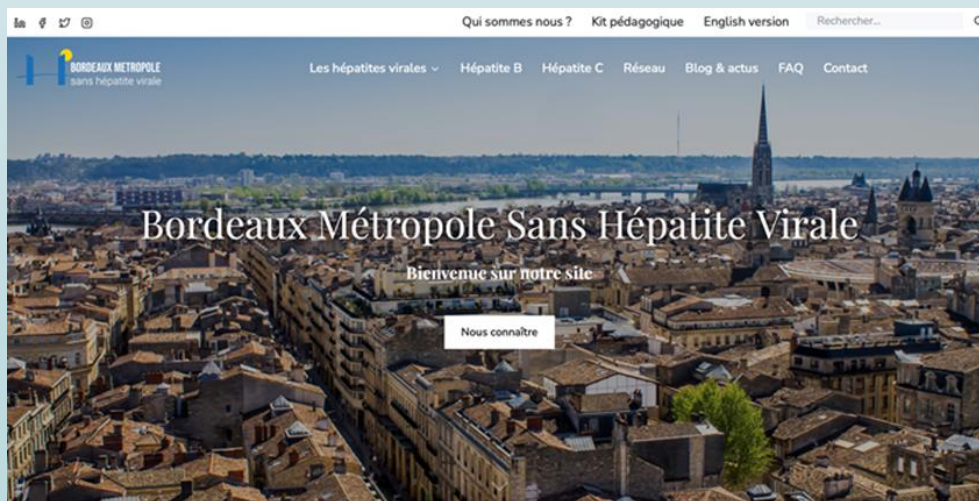 Qui sommes nous ? Kit pédagogique English version Rechercher...
BORDEAUX METROPOLE
sans hépatite virale
Les hépatites virales Hépatite B Hépatite C Réseau Blog & actus FAQ Contact
Bordeaux Métropole Sans Hépatite Virale
Bienvenue sur notre site
Nous connaître